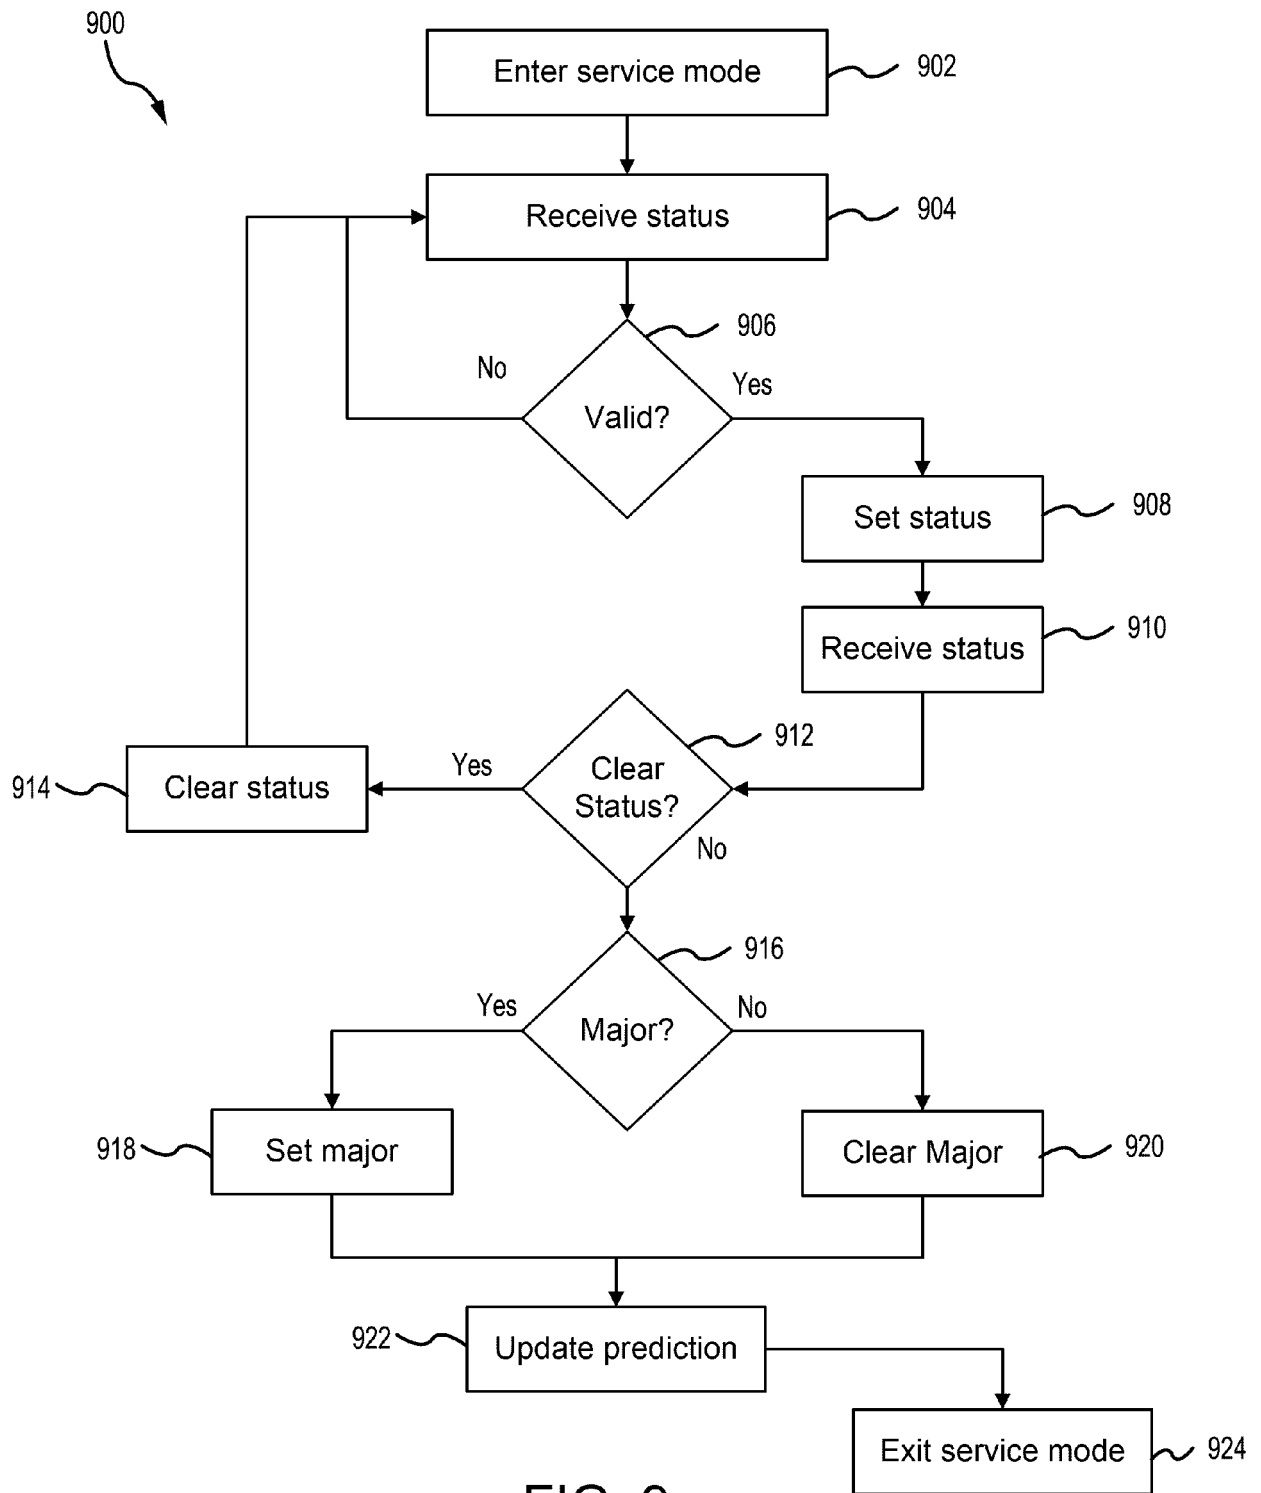 900
Enter service mode
902
Receive status
904
906
No
Yes
Valid?
Set status
908
Receive status
910
912
Yes
Clear
Status?
914
Clear status
No
916
Yes
No
Major?
918
Set major
Clear Major
920
922
Update prediction
Exit service mode
924